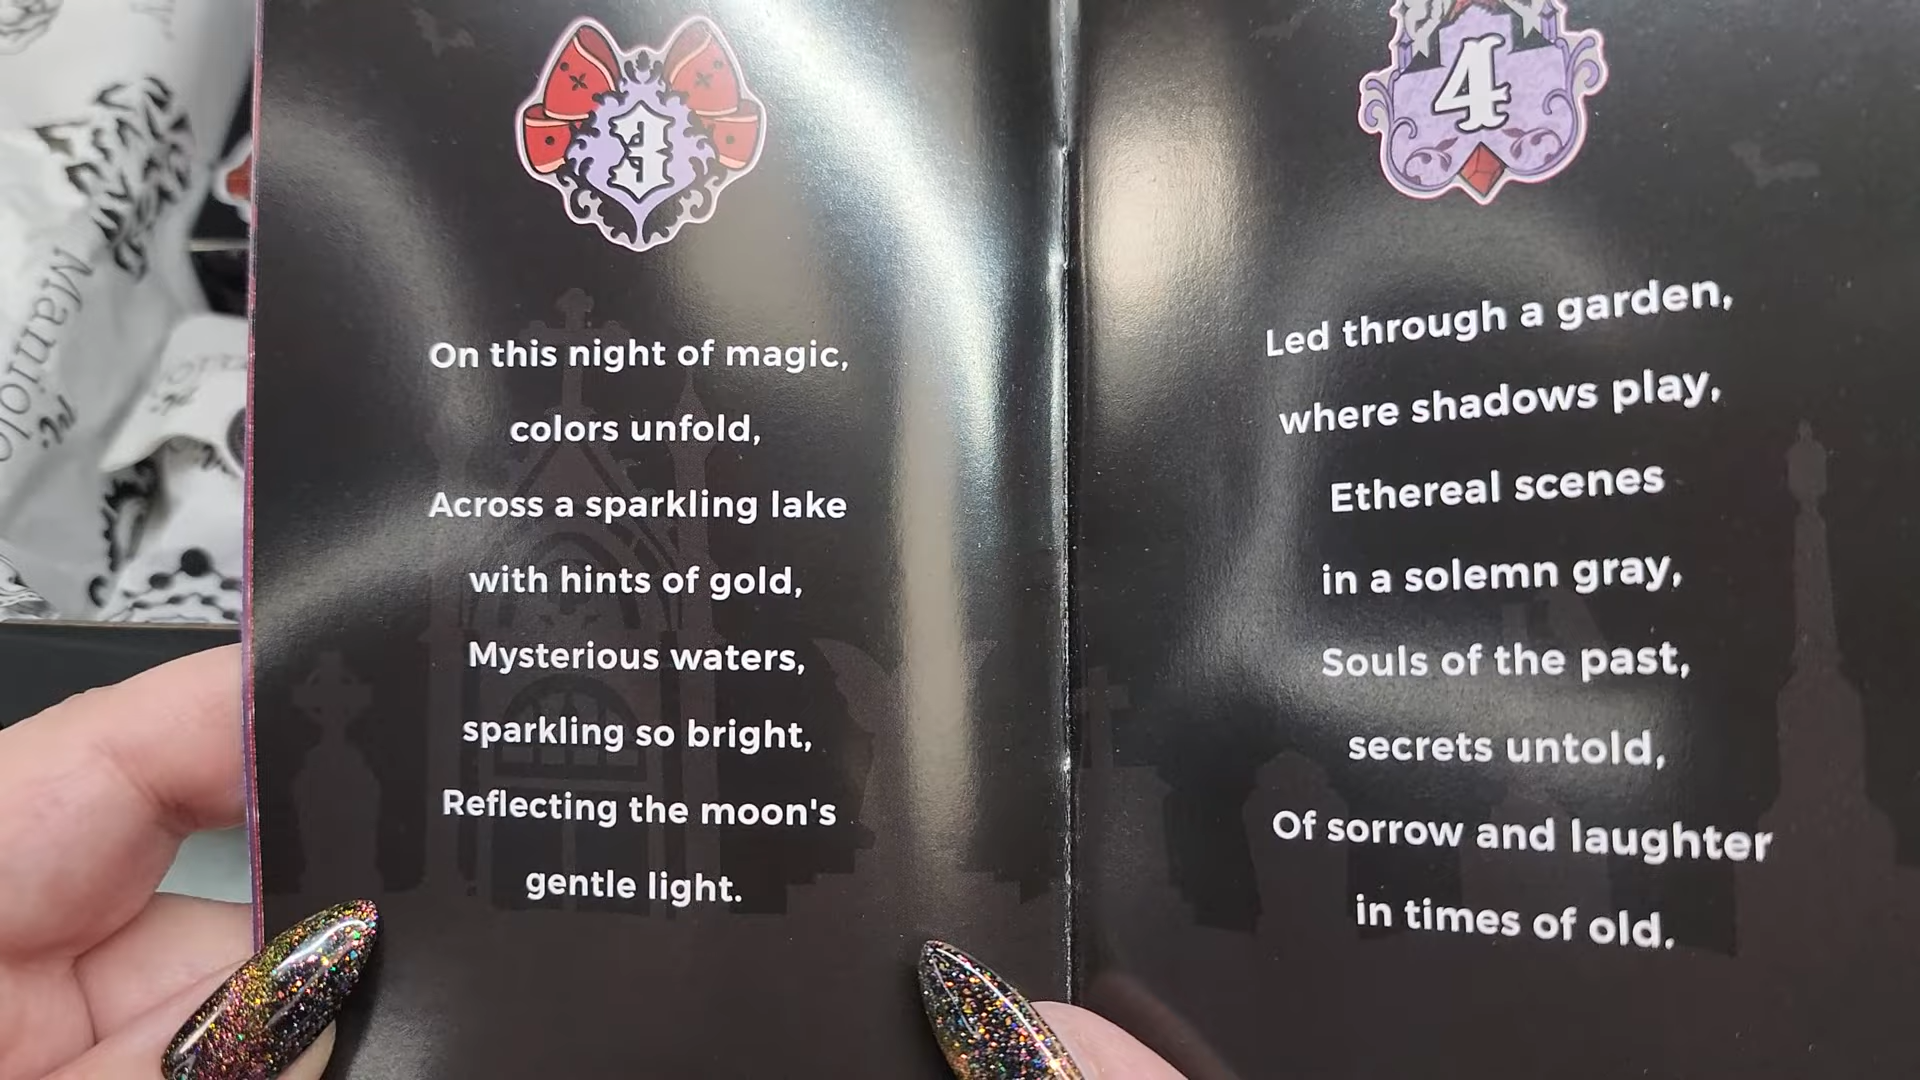 3
On this night of magic,
colors unfold,
Across a sparkling lake
with hints of gold,
Mysterious waters,
sparkling so bright,
Reflecting the moon's
gentle light.
4
Led through a garden,
where shadows play,
Ethereal scenes
in a solemn gray,
Souls of the past,
secrets untold,
Of sorrow and laughter
in times of old.